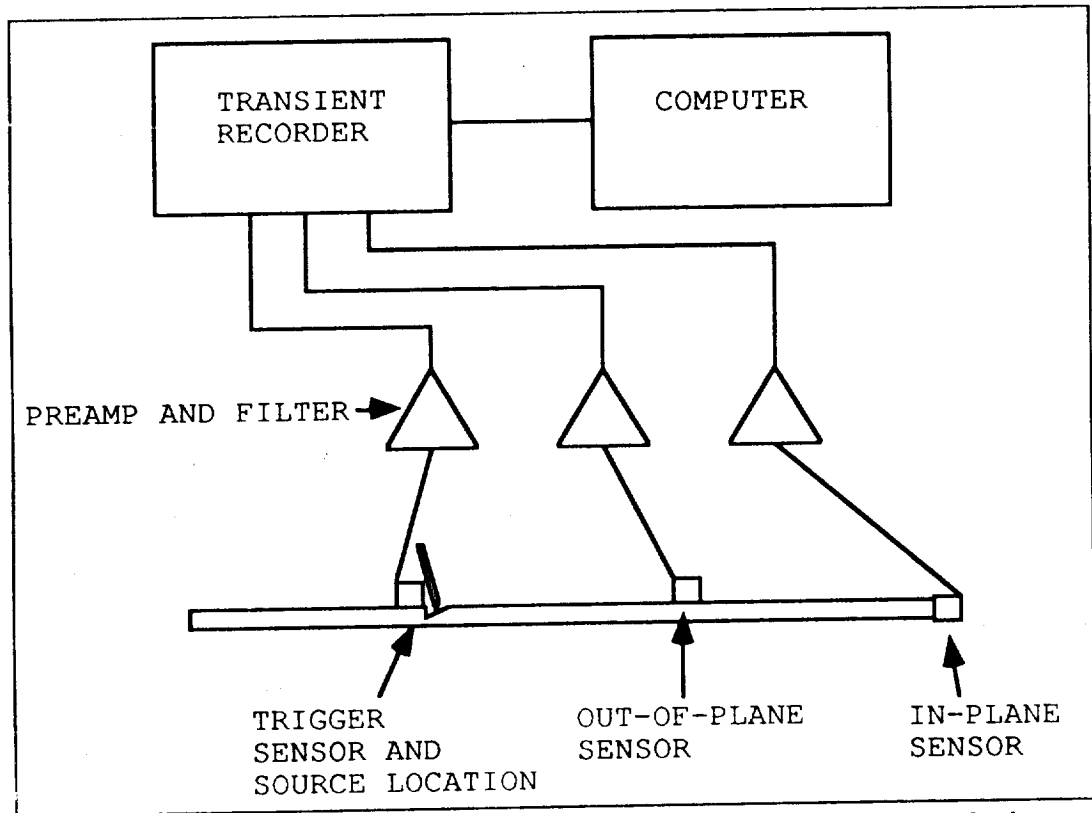 TRANSIENT
RECORDER
COMPUTER
PREAMP AND FILTER
TRIGGER
SENSOR AND
SOURCE LOCATION
OUT-OF-PLANE
SENSOR
IN-PLANE
SENSOR